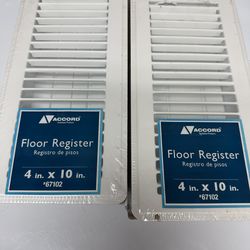 ACCORD
Floor Register
Registro de pisos
4 in. x 10 in.
*67102
ACCORD
Floor Register
Registro de pisos
4 in. x 10 in.
*67102